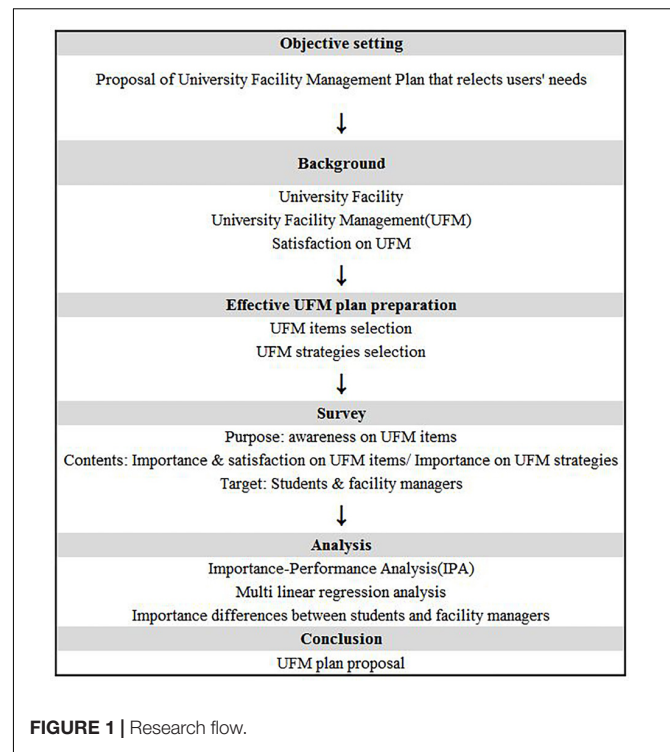 Objective setting
Proposal of University Facility Management Plan that relects users' needs
↓
Background
University Facility
University Facility Management(UFM)
Satisfaction on UFM
↓
Effective UFM plan preparation
UFM items selection
UFM strategies selection
↓
Survey
Purpose: awareness on UFM items
Contents: Importance & satisfaction on UFM items/ Importance on UFM strategies
Target: Students & facility managers
↓
Analysis
Importance-Performance Analysis(IPA)
Multi linear regression analysis
Importance differences between students and facility managers
Conclusion
UFM plan proposal
FIGURE 1 | Research flow.